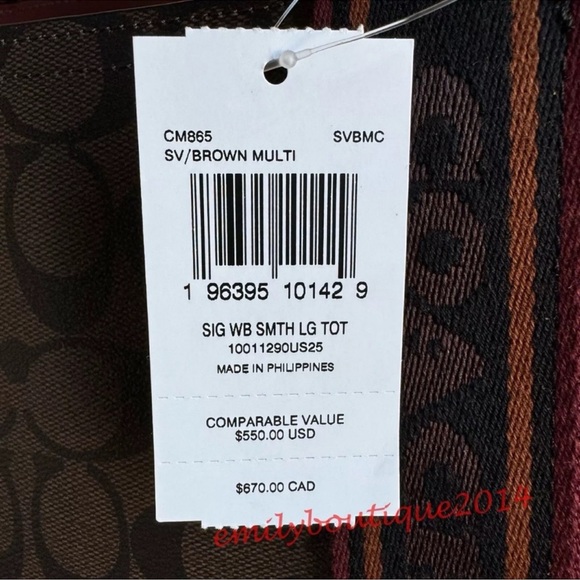 CM865 SVBMC
SV/BROWN MULTI
1 96395 10142 9
SIG WB SMTH LG TOT
10011290US25
MADE IN PHILIPPINES
COMPARABLE VALUE
$550.00 USD
$670.00 CAD
emilyboutique2014
COACH